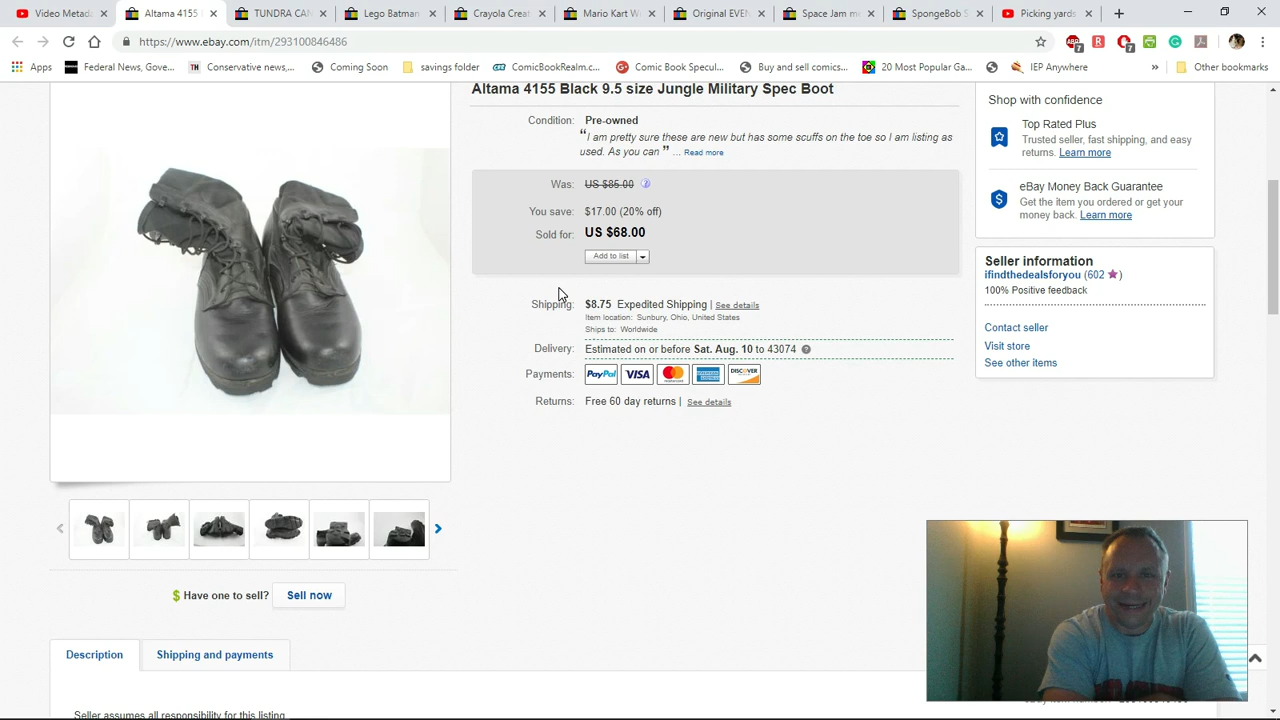 Video Metada
Altama 4155
TUNDRA CAN
Lego Batman
Crayola Creat
Mario Kart W
Original EVEN
Space jam me
SpongeBob S
Picking yards
https://www.ebay.com/itm/293100846486
Apps
Federal News, Gove...
Conservative news,...
Coming Soon
savings folder
ComicBookRealm.com...
Comic Book Specul...
Buy and sell comics...
20 Most Popular Ga...
IEP Anywhere
Other bookmarks
Altama 4155 Black 9.5 size Jungle Military Spec Boot
Condition: Pre-owned
“I am pretty sure these are new but has some scuffs on the toe so I am listing as
used. As you can ” ... Read more
Was: US $85.00
You save: $17.00 (20% off)
Sold for: US $68.00
Add to list
Shipping: $8.75 Expedited Shipping | See details
Item location: Sunbury, Ohio, United States
Ships to: Worldwide
Delivery: Estimated on or before Sat. Aug. 10 to 43074
Payments: PayPal VISA MasterCard DISCOVER
Returns: Free 60 day returns | See details
Shop with confidence
Top Rated Plus
Trusted seller, fast shipping, and easy
returns. Learn more
eBay Money Back Guarantee
Get the item you ordered or get your
money back. Learn more
Seller information
ifindthedealsforyou (602 )
100% Positive feedback
Contact seller
Visit store
See other items
Have one to sell? Sell now
Description
Shipping and payments
Seller assumes all responsibility for this listing.